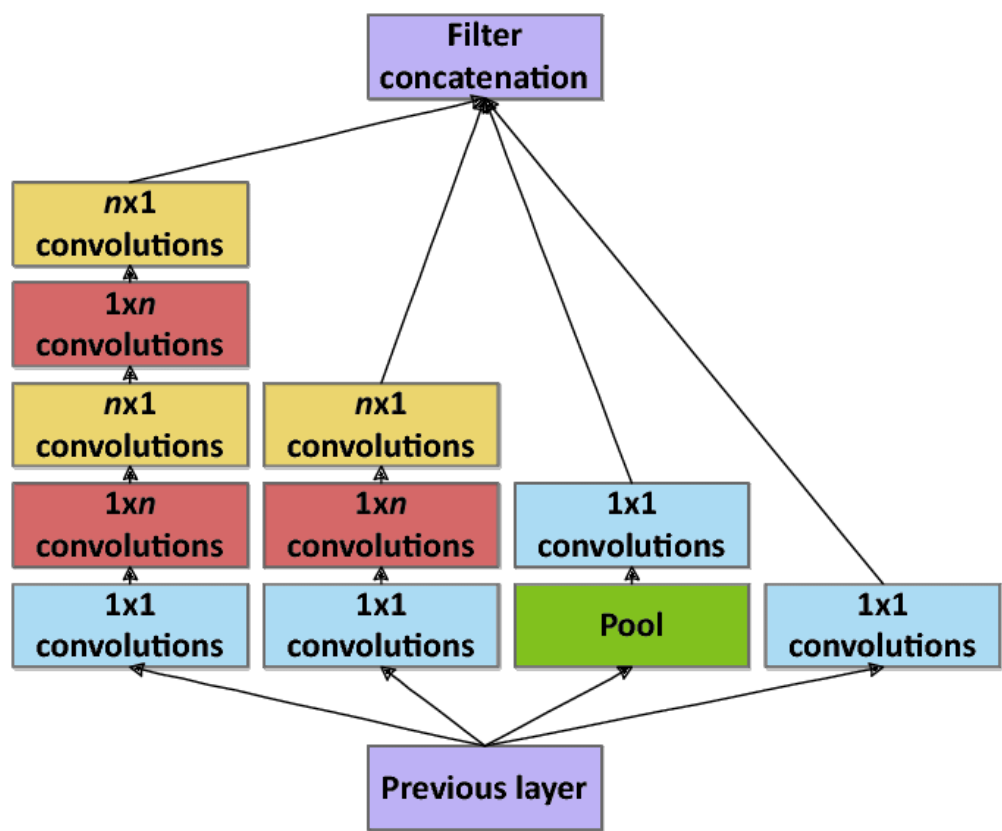 Filter
concatenation
nx1
convolutions
1xn
convolutions
nx1
convolutions
1xn
convolutions
1x1
convolutions
nx1
convolutions
1xn
convolutions
1x1
convolutions
1x1
convolutions
Pool
1x1
convolutions
Previous layer